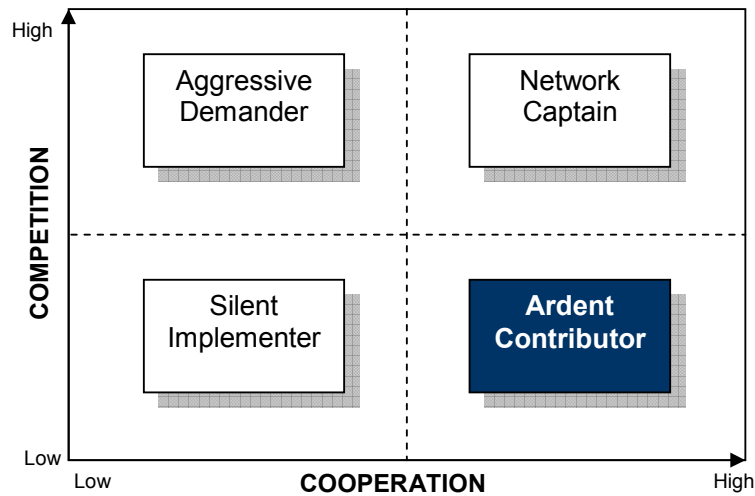 High
Aggressive
Demander
Network
Captain
COMPETITION
Silent
Implementer
Ardent
Contributor
Low
Low
COOPERATION
High